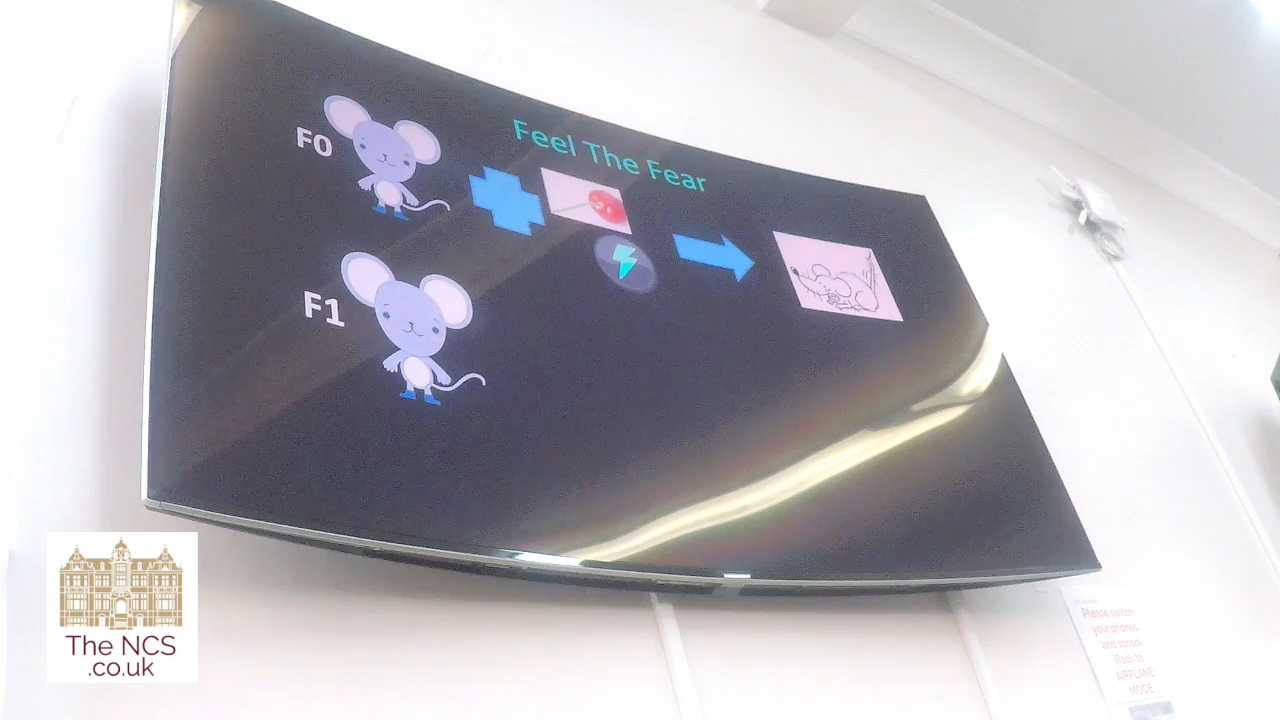 Feel The Fear
F0
F1
The NCS
.co.uk
Please switch
your phones
and school
iPads to
AIRPLANE
MODE